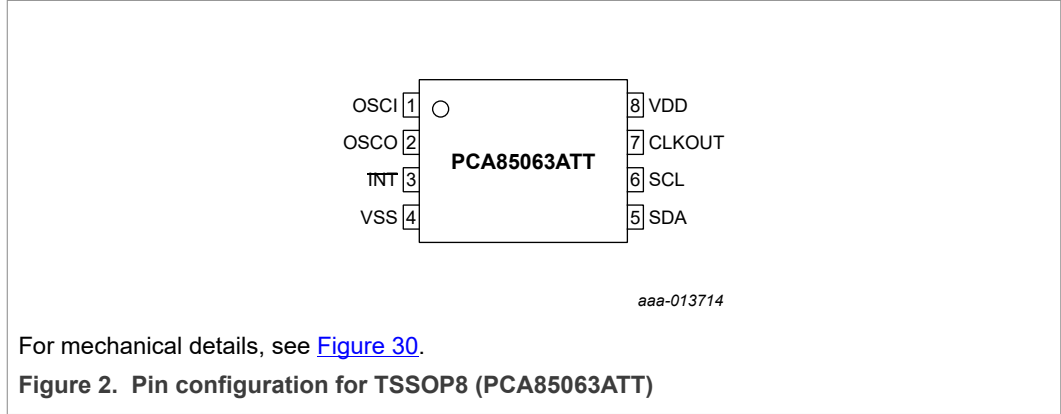 OSCI 1 8 VDD
OSCO 2 7 CLKOUT
PCA85063ATT
INT 3 6 SCL
VSS 4 5 SDA
aaa-013714
For mechanical details, see Figure 30.
Figure 2. Pin configuration for TSSOP8 (PCA85063ATT)